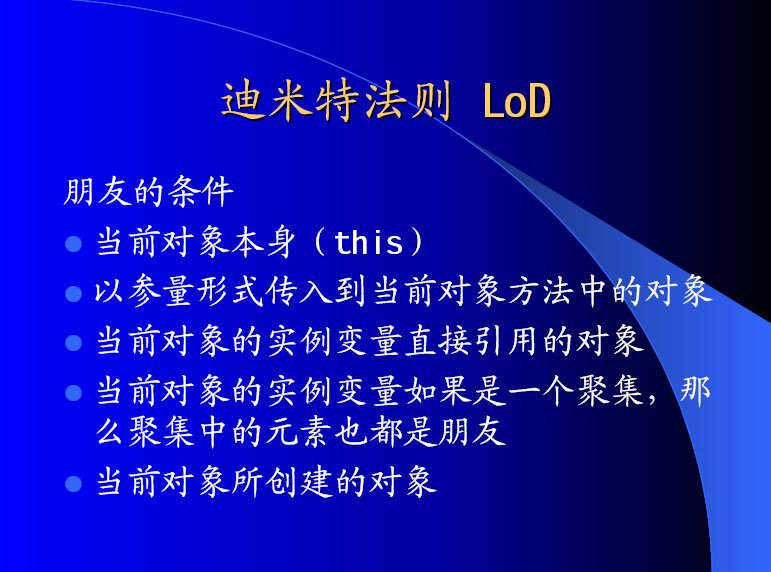 迪米特法则 LoD
朋友的条件
当前对象本身（this）
以参量形式传入到当前对象方法中的对象
当前对象的实例变量直接引用的对象
当前对象的实例变量如果是一个聚集，那
么聚集中的元素也都是朋友
当前对象所创建的对象